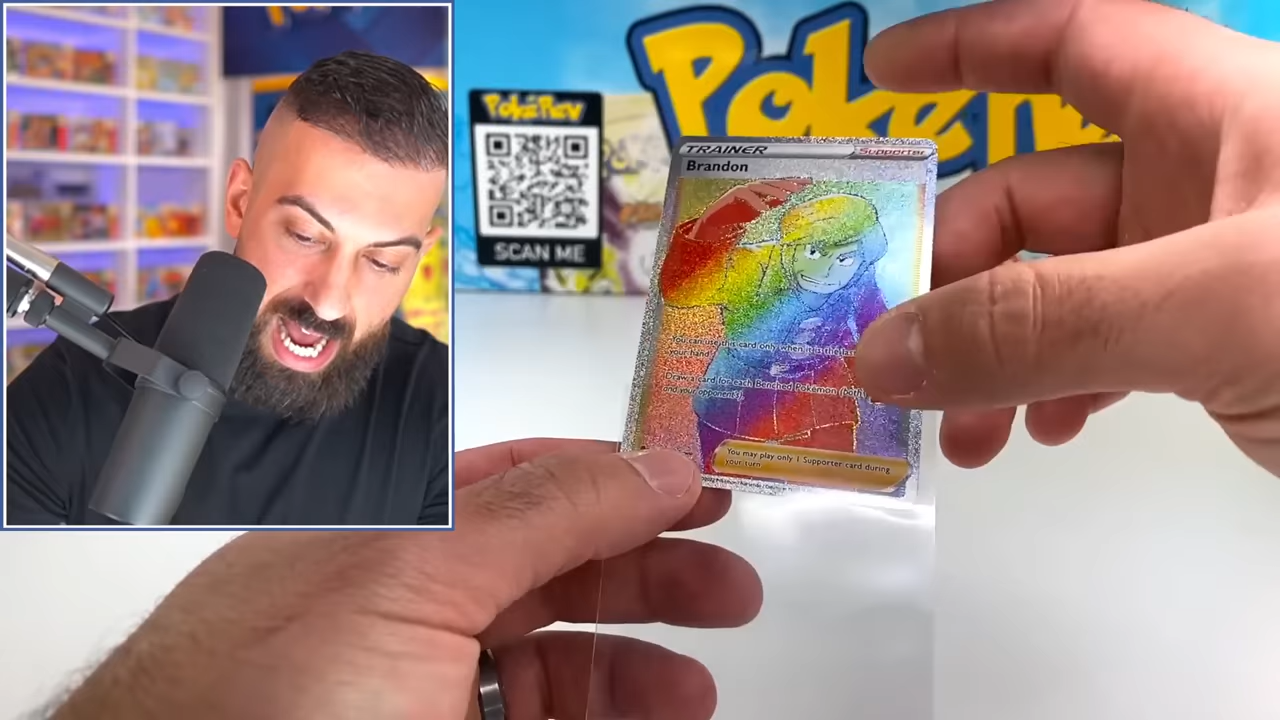 PokéRev
SCAN ME
PokéRev
TRAINER
Supporter
Brandon
You can use this card only when it is the last
your hand.
Draw a card for each Benched Pokémon (both
and your opponent's).
You may play only 1 Supporter card during
your turn.